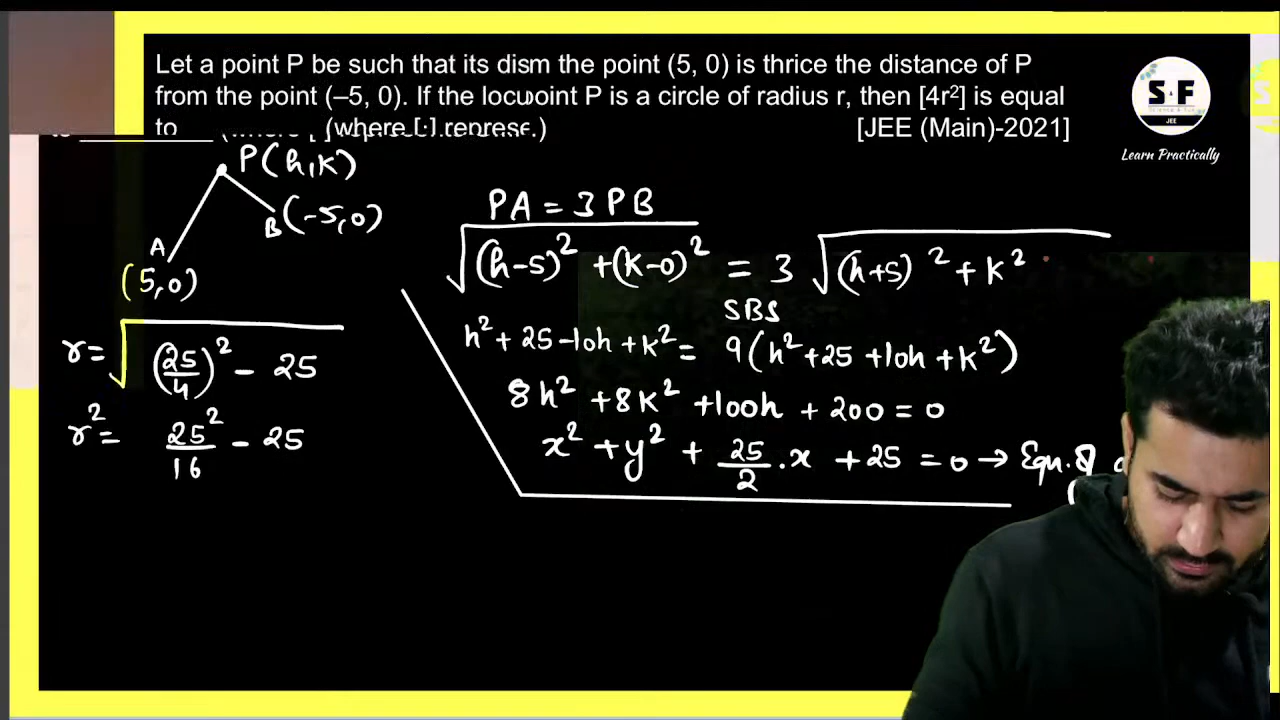 Let a point P be such that its dism the point (5, 0) is thrice the distance of P
from the point (–5, 0). If the locuoint P is a circle of radius r, then [4r²] is equal
to __________ (where [·] represe.)
[JEE (Main)-2021]
S F
JEE
Learn Practically
P(h,k)
A
(5,0)
B(-5,0)
PA = 3 PB
√((h-5)² + (k-0)²) = 3 √((h+5)² + k²)
SBS
h² + 25 - 10h + k² = 9(h² + 25 + 10h + k²)
8h² + 8k² + 100h + 200 = 0
x² + y² + 25/2 . x + 25 = 0 → Eqn.
r = √((25/4)² - 25)
r² = 25²/16 - 25